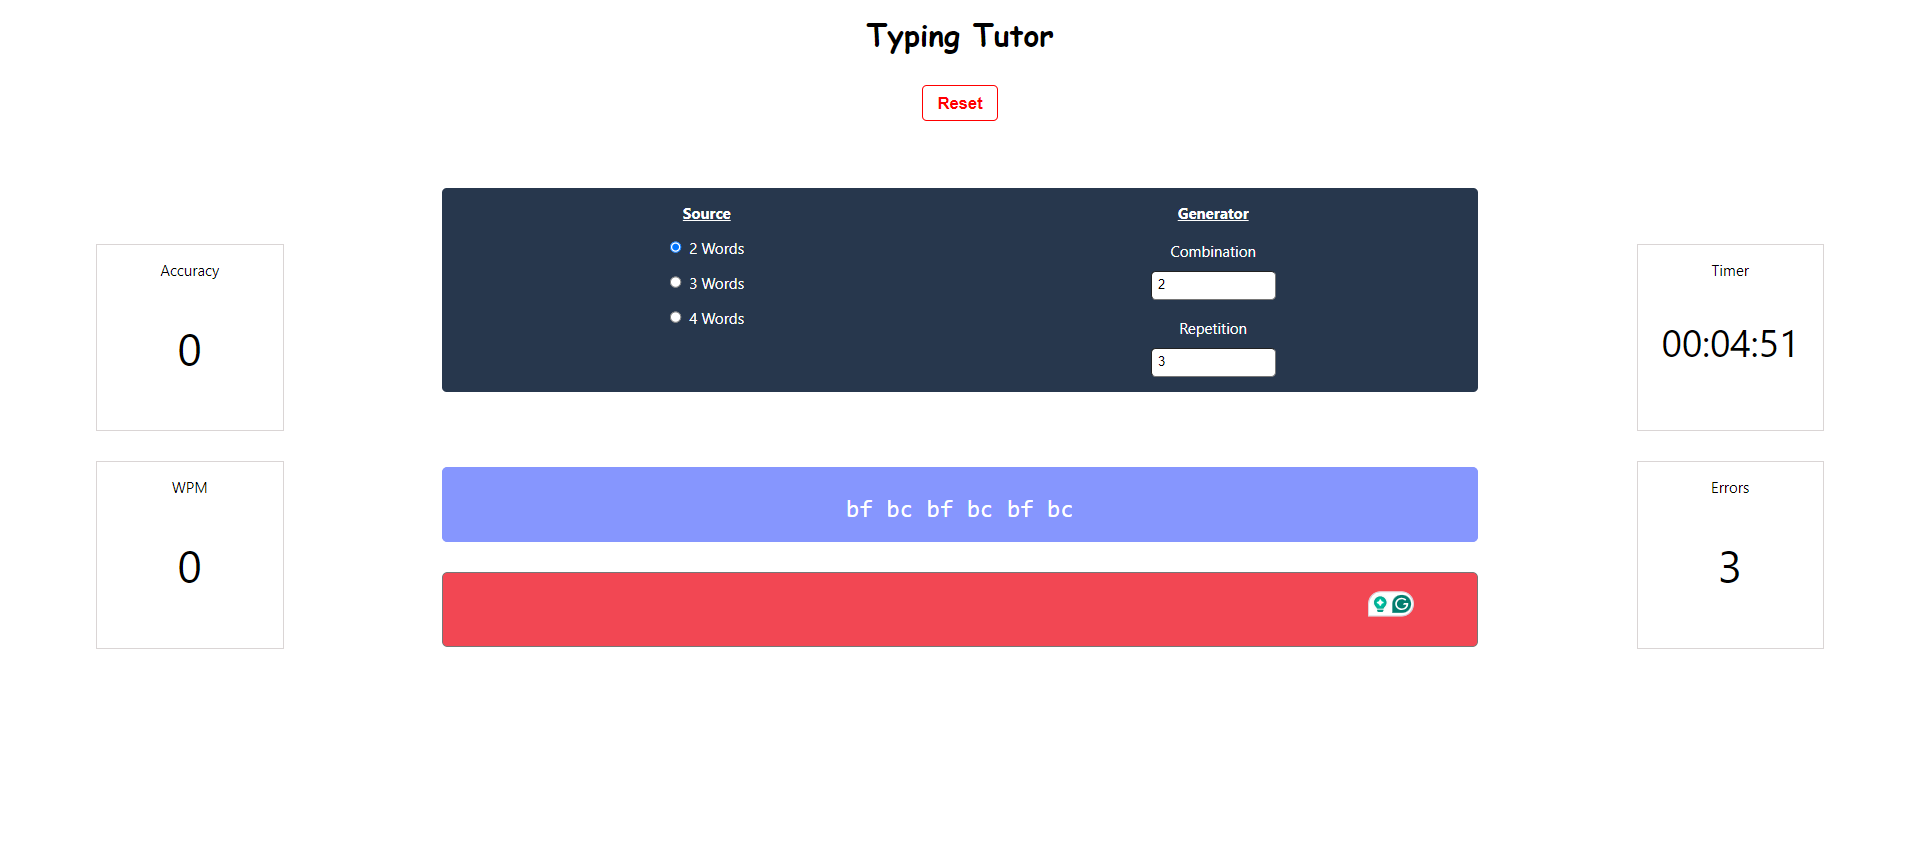 Typing Tutor
Reset
Source
2 Words
3 Words
4 Words
Generator
Combination
2
Repetition
3
Accuracy
0
WPM
0
Timer
00:04:51
Errors
3
bf bc bf bc bf bc